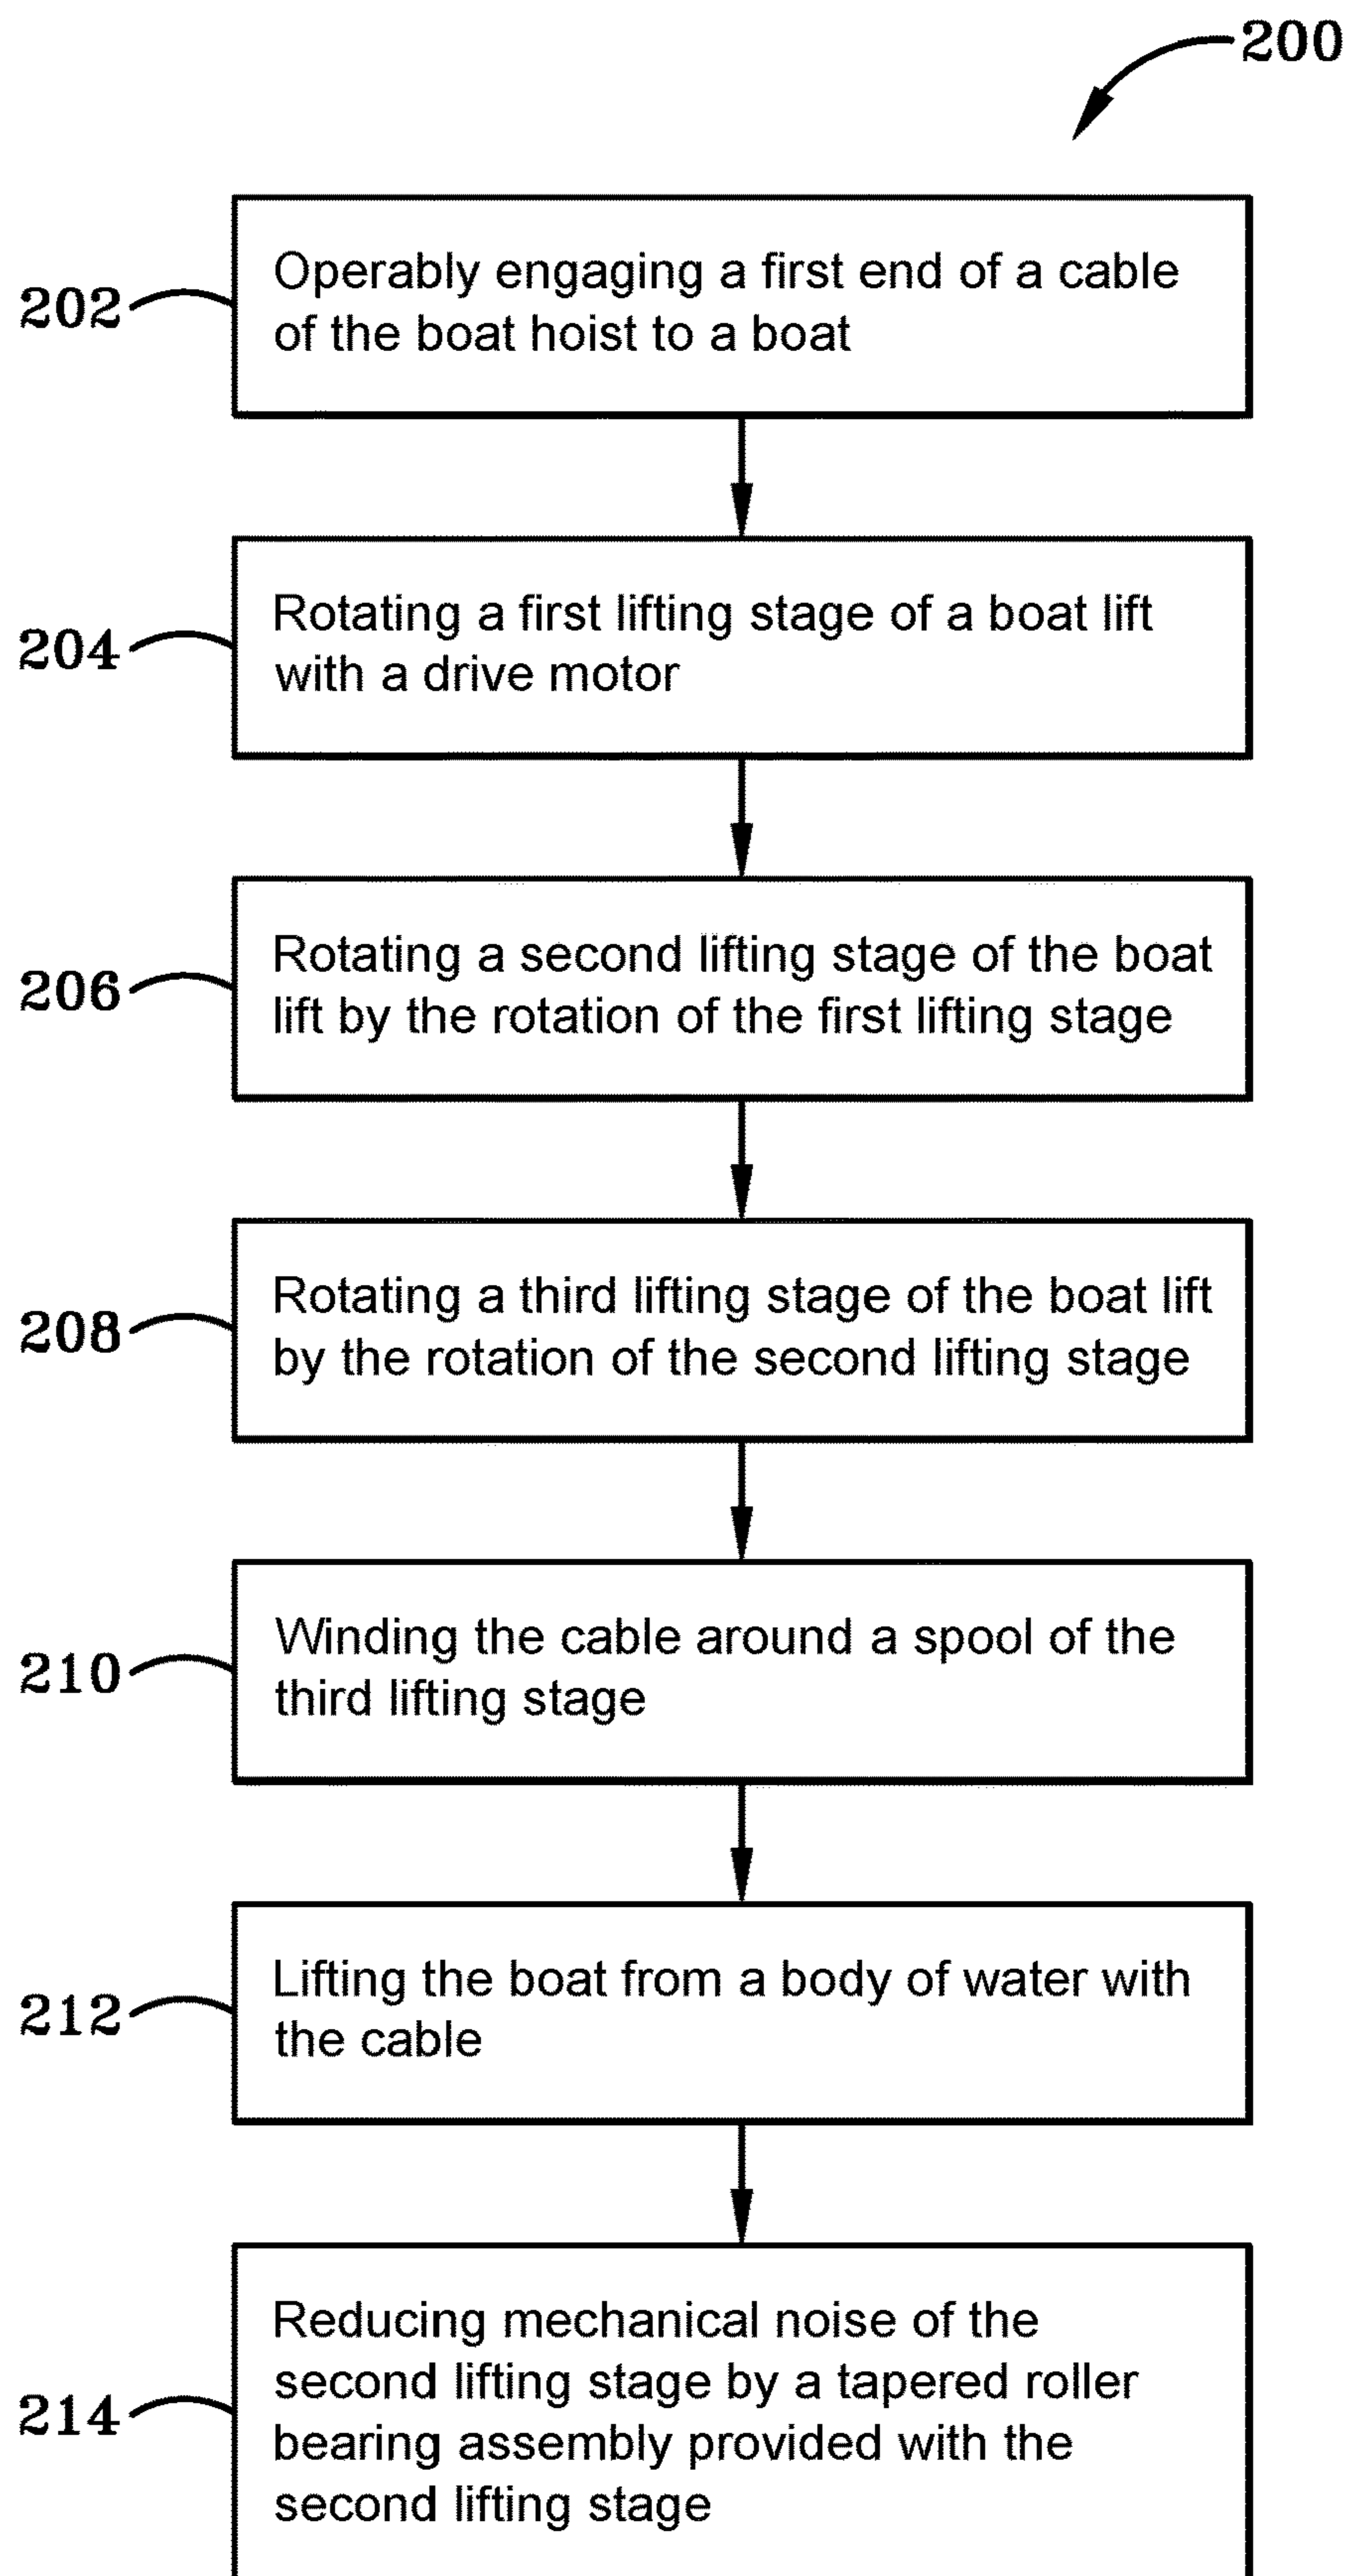 200
202
Operably engaging a first end of a cable
of the boat hoist to a boat
204
Rotating a first lifting stage of a boat lift
with a drive motor
206
Rotating a second lifting stage of the boat
lift by the rotation of the first lifting stage
208
Rotating a third lifting stage of the boat lift
by the rotation of the second lifting stage
210
Winding the cable around a spool of the
third lifting stage
212
Lifting the boat from a body of water with
the cable
214
Reducing mechanical noise of the
second lifting stage by a tapered roller
bearing assembly provided with the
second lifting stage